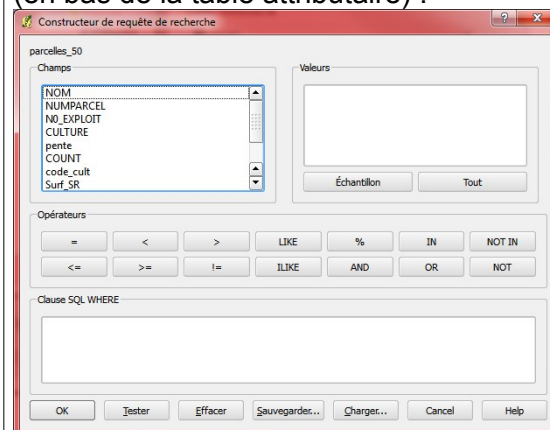 (en bas de la table attributaire) :
Constructeur de requête de recherche
parcelles_50
Champs
Valeurs
NOM
NUMPARCEL
N0_EXPLOIT
CULTURE
pente
COUNT
code_cult
Surf_SR
Échantillon
Tout
Opérateurs
= < > LIKE % IN NOT IN
<= >= != ILIKE AND OR NOT
Clause SQL WHERE
OK Tester Effacer Sauvegarder... Charger... Cancel Help